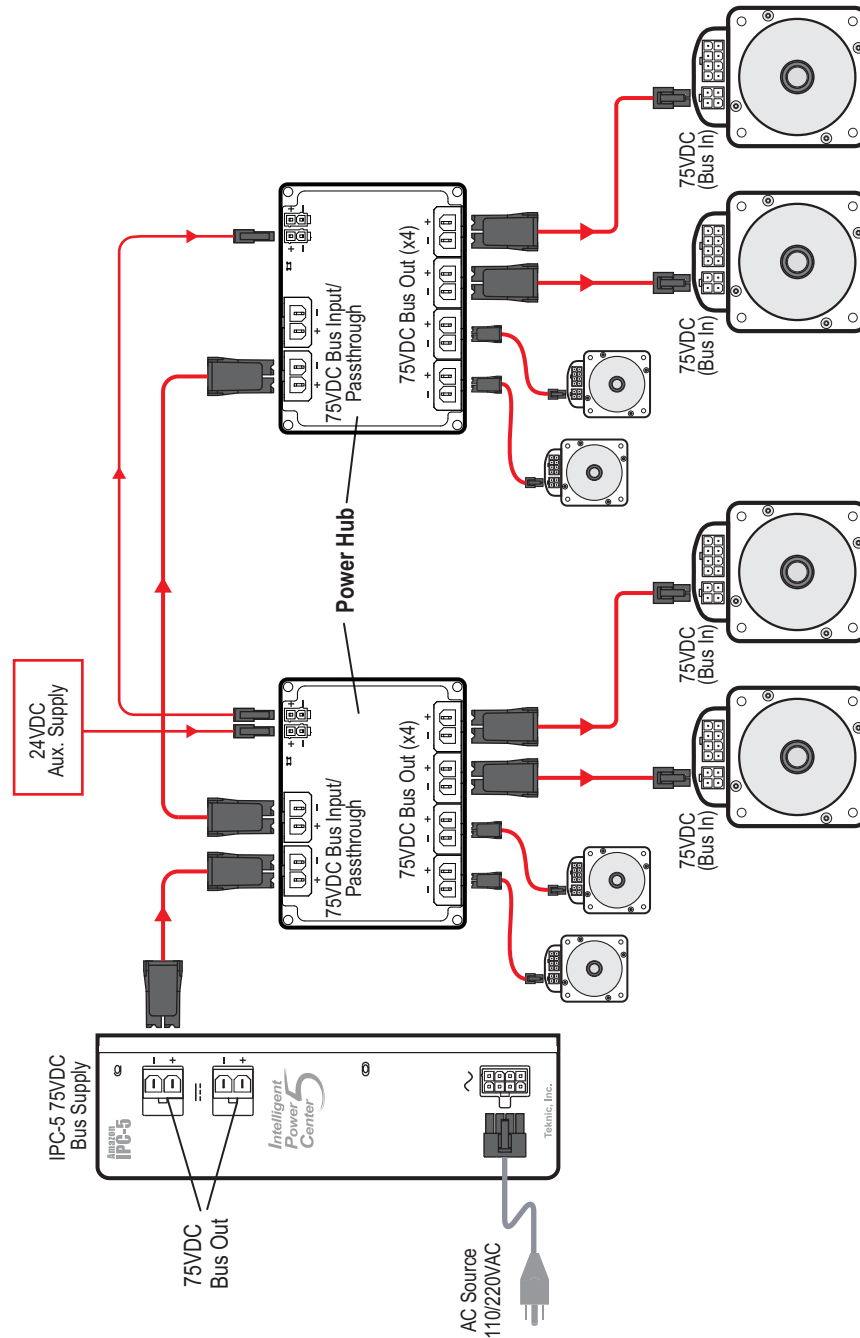 IPC-5 75VDC
Bus Supply
Amazon
IPC-5
- +
- +
Intelligent
Power
Center 5
Teknic, Inc.
75VDC
Bus Out
AC Source
110/220VAC
24VDC
Aux. Supply
Power Hub
75VDC Bus Input/
Passthrough
+ - + -
+ -
+ -
75VDC Bus Out (x4)
- + - + - + - +
75VDC Bus Input/
Passthrough
+ - + -
+ -
+ -
75VDC Bus Out (x4)
- + - + - + - +
75VDC
(Bus In)
75VDC
(Bus In)
75VDC
(Bus In)
75VDC
(Bus In)